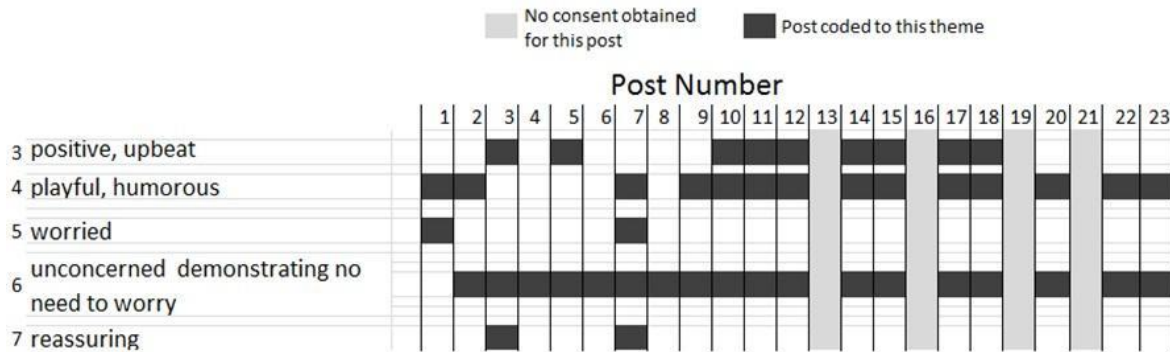 No consent obtained
for this post
Post coded to this theme
Post Number
1 2 3 4 5 6 7 8 9 10 11 12 13 14 15 16 17 18 19 20 21 22 23
3 positive, upbeat
4 playful, humorous
5 worried
6 unconcerned demonstrating no
need to worry
7 reassuring